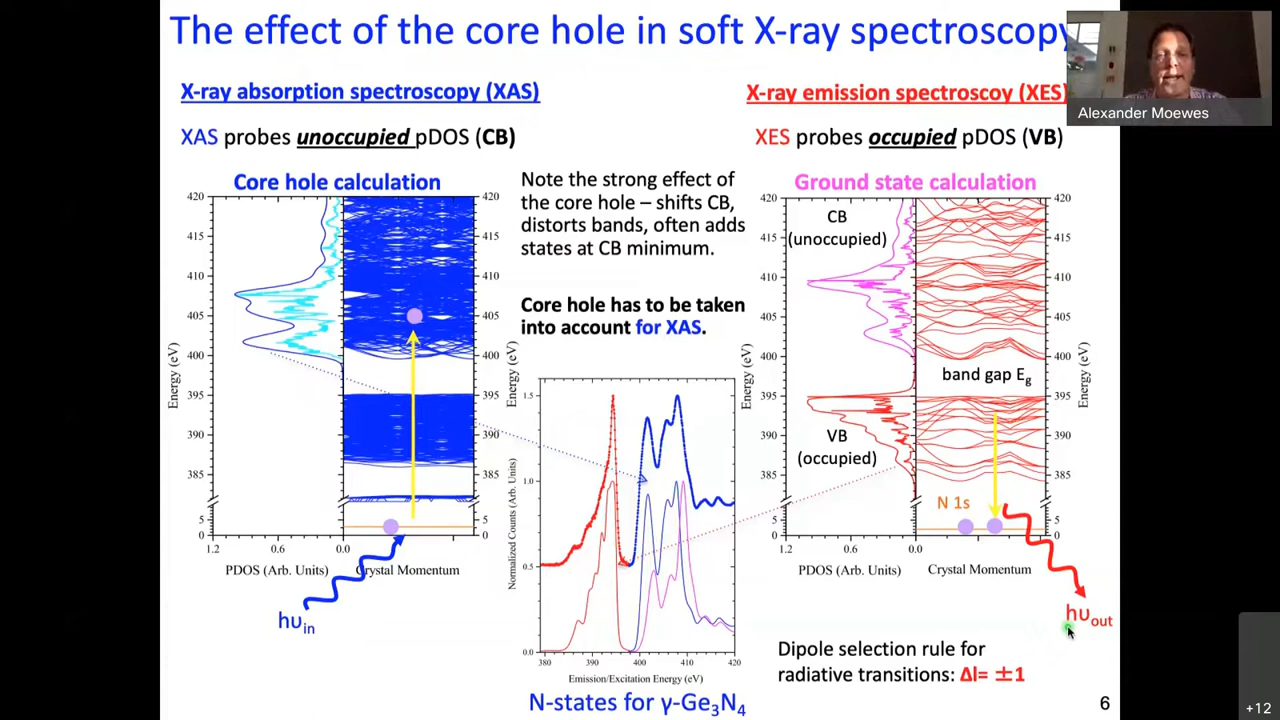 The effect of the core hole in soft X-ray spectroscopy
Alexander Moewes
X-ray absorption spectroscopy (XAS)
XAS probes unoccupied pDOS (CB)
Core hole calculation
420
415
410
405
400
395
390
385
5
0
420
415
410
405
400
395
390
385
5
0
Energy (eV)
Energy (eV)
1.2
0.6
0.0
PDOS (Arb. Units)
Crystal Momentum
hυin
Note the strong effect of
the core hole – shifts CB,
distorts bands, often adds
states at CB minimum.
Core hole has to be taken
into account for XAS.
1.5
1.0
0.5
0.0
Normalized Counts (Arb. Units)
380
390
400
410
420
Emission/Excitation Energy (eV)
N-states for γ-Ge3N4
X-ray emission spectroscoy (XES)
XES probes occupied pDOS (VB)
Ground state calculation
420
415
410
405
400
395
390
385
5
0
CB
(unoccupied)
band gap Eg
VB
(occupied)
N 1s
420
415
410
405
400
395
390
385
5
0
Energy (eV)
Energy (eV)
1.2
0.6
0.0
PDOS (Arb. Units)
Crystal Momentum
hυout
Dipole selection rule for
radiative transitions: Δl= ±1
6
+12